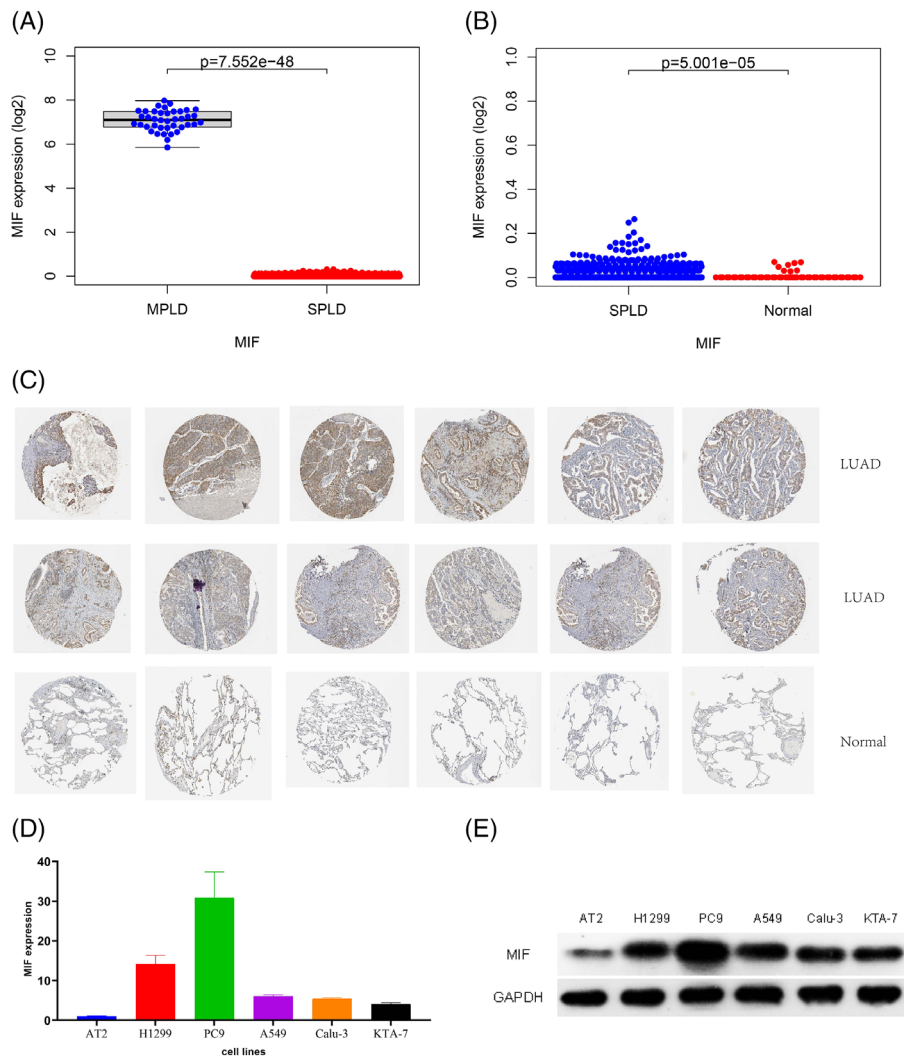 (A)
p=7.552e−48
MIF expression (log2)
10
8
6
4
2
0
MPLD SPLD
MIF
(B)
p=5.001e−05
MIF expression (log2)
1.0
0.8
0.6
0.4
0.2
0.0
SPLD Normal
MIF
(C)
LUAD
LUAD
Normal
(D)
MIF expression
40
30
20
10
0
AT2 H1299 PC9 A549 Calu-3 KTA-7
cell lines
(E)
AT2 H1299 PC9 A549 Calu-3 KTA-7
MIF
GAPDH